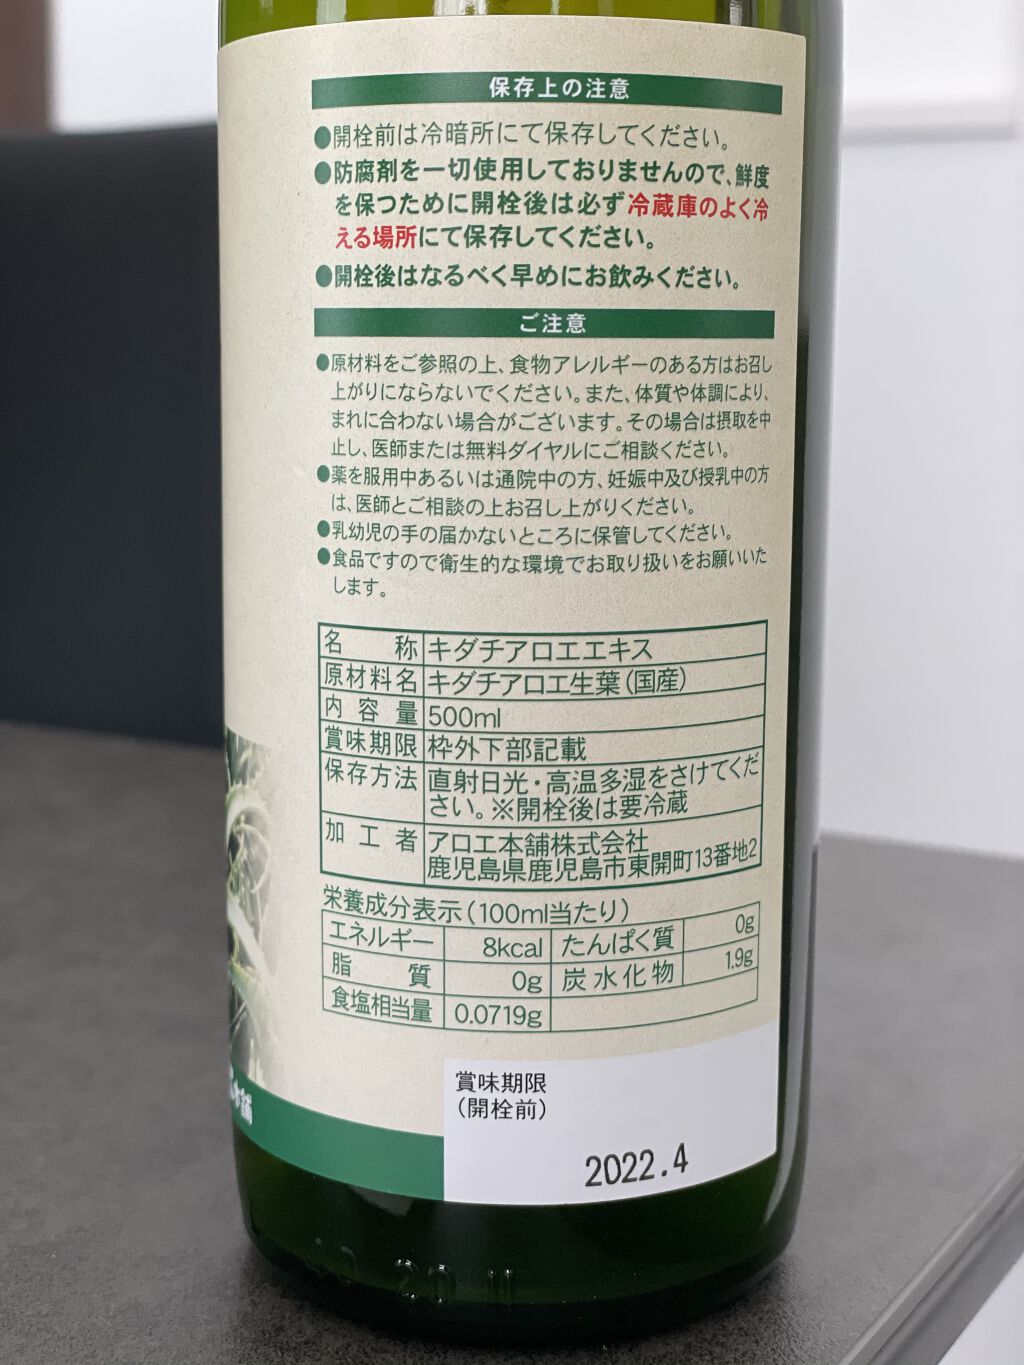 保存上の注意
●開栓前は冷暗所にて保存してください。
●防腐剤を一切使用しておりませんので、鮮度
を保つために開栓後は必ず冷蔵庫のよく冷
える場所にて保存してください。
●開栓後はなるべく早めにお飲みください。
ご注意
●原材料をご参照の上、食物アレルギーのある方はお召し
上がりにならないでください。また、体質や体調により、
まれに合わない場合がございます。その場合は摂取を中
止し、医師または無料ダイヤルにご相談ください。
●薬を服用中あるいは通院中の方、妊娠中及び授乳中の方
は、医師とご相談の上お召し上がりください。
●乳幼児の手の届かないところに保管してください。
●食品ですので衛生的な環境でお取り扱いをお願いいた
します。
名称 キダチアロエエキス
原材料名 キダチアロエ生葉(国産)
内容量 500ml
賞味期限 枠外下部記載
保存方法 直射日光・高温多湿をさけてくだ
さい。※開栓後は要冷蔵
加工者 アロエ本舗株式会社
鹿児島県鹿児島市東開町13番地2
栄養成分表示(100ml当たり)
エネルギー 8kcal たんぱく質 0g
脂質 0g 炭水化物 1.9g
食塩相当量 0.0719g
賞味期限
(開栓前)
2022.4
本舗
20 11